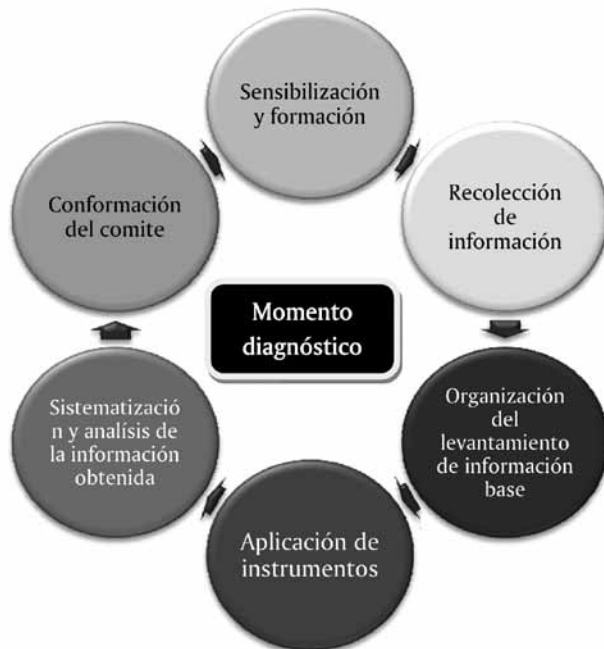 Sensibilización
y formación
Recolección
de
información
Organización
del
levantamiento
de información
base
Aplicación de
instrumentos
Sistematizació
n y analísis de
la información
obtenida
Conformación
del comite
Momento
diagnóstico